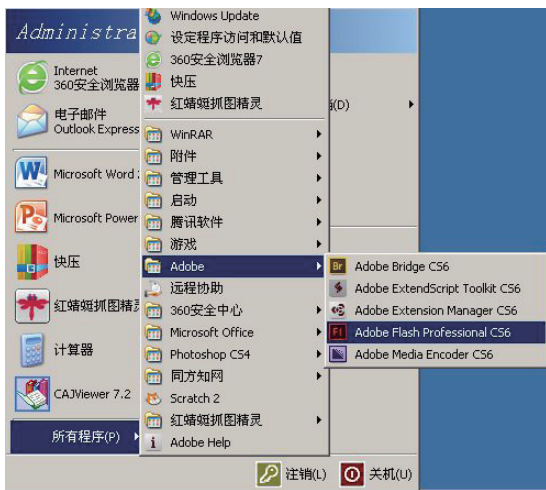 Administra
Internet
360安全浏览器
电子邮件
Outlook Express
Microsoft Word
Microsoft Power
快压
红蜻蜓抓图精灵
计算器
CAJViewer 7.2
所有程序(P)
Windows Update
设定程序访问和默认值
360安全浏览器7
快压
红蜻蜓抓图精灵
WinRAR
附件
管理工具
启动
腾讯软件
游戏
Adobe
远程协助
360安全中心
Microsoft Office
Photoshop CS4
同方知网
Scratch 2
红蜻蜓抓图精灵
Adobe Help
(D)
Br Adobe Bridge CS6
Adobe ExtendScript Toolkit CS6
Adobe Extension Manager CS6
Fl Adobe Flash Professional CS6
Adobe Media Encoder CS6
注销(L)
关机(U)